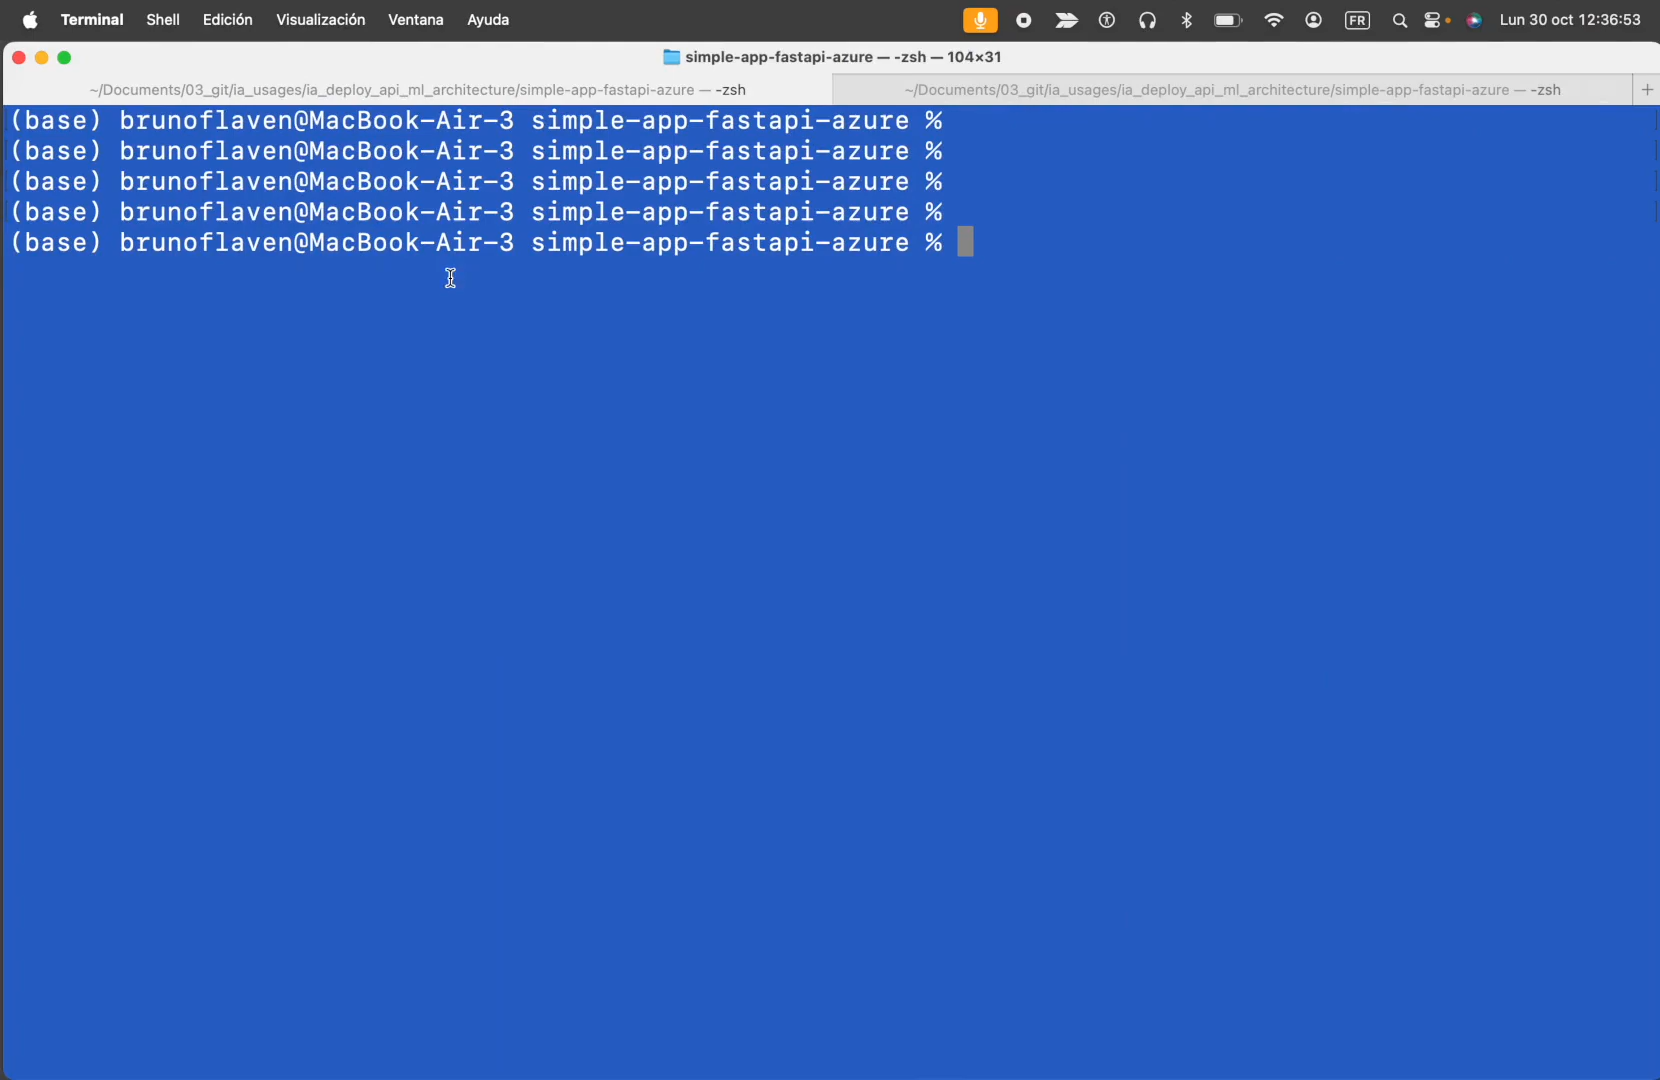 Terminal Shell Edición Visualización Ventana Ayuda FR Lun 30 oct 12:36:53
simple-app-fastapi-azure — -zsh — 104×31
~/Documents/03_git/ia_usages/ia_deploy_api_ml_architecture/simple-app-fastapi-azure — -zsh ~/Documents/03_git/ia_usages/ia_deploy_api_ml_architecture/simple-app-fastapi-azure — -zsh +
(base) brunoflaven@MacBook-Air-3 simple-app-fastapi-azure %
(base) brunoflaven@MacBook-Air-3 simple-app-fastapi-azure %
(base) brunoflaven@MacBook-Air-3 simple-app-fastapi-azure %
(base) brunoflaven@MacBook-Air-3 simple-app-fastapi-azure %
(base) brunoflaven@MacBook-Air-3 simple-app-fastapi-azure %